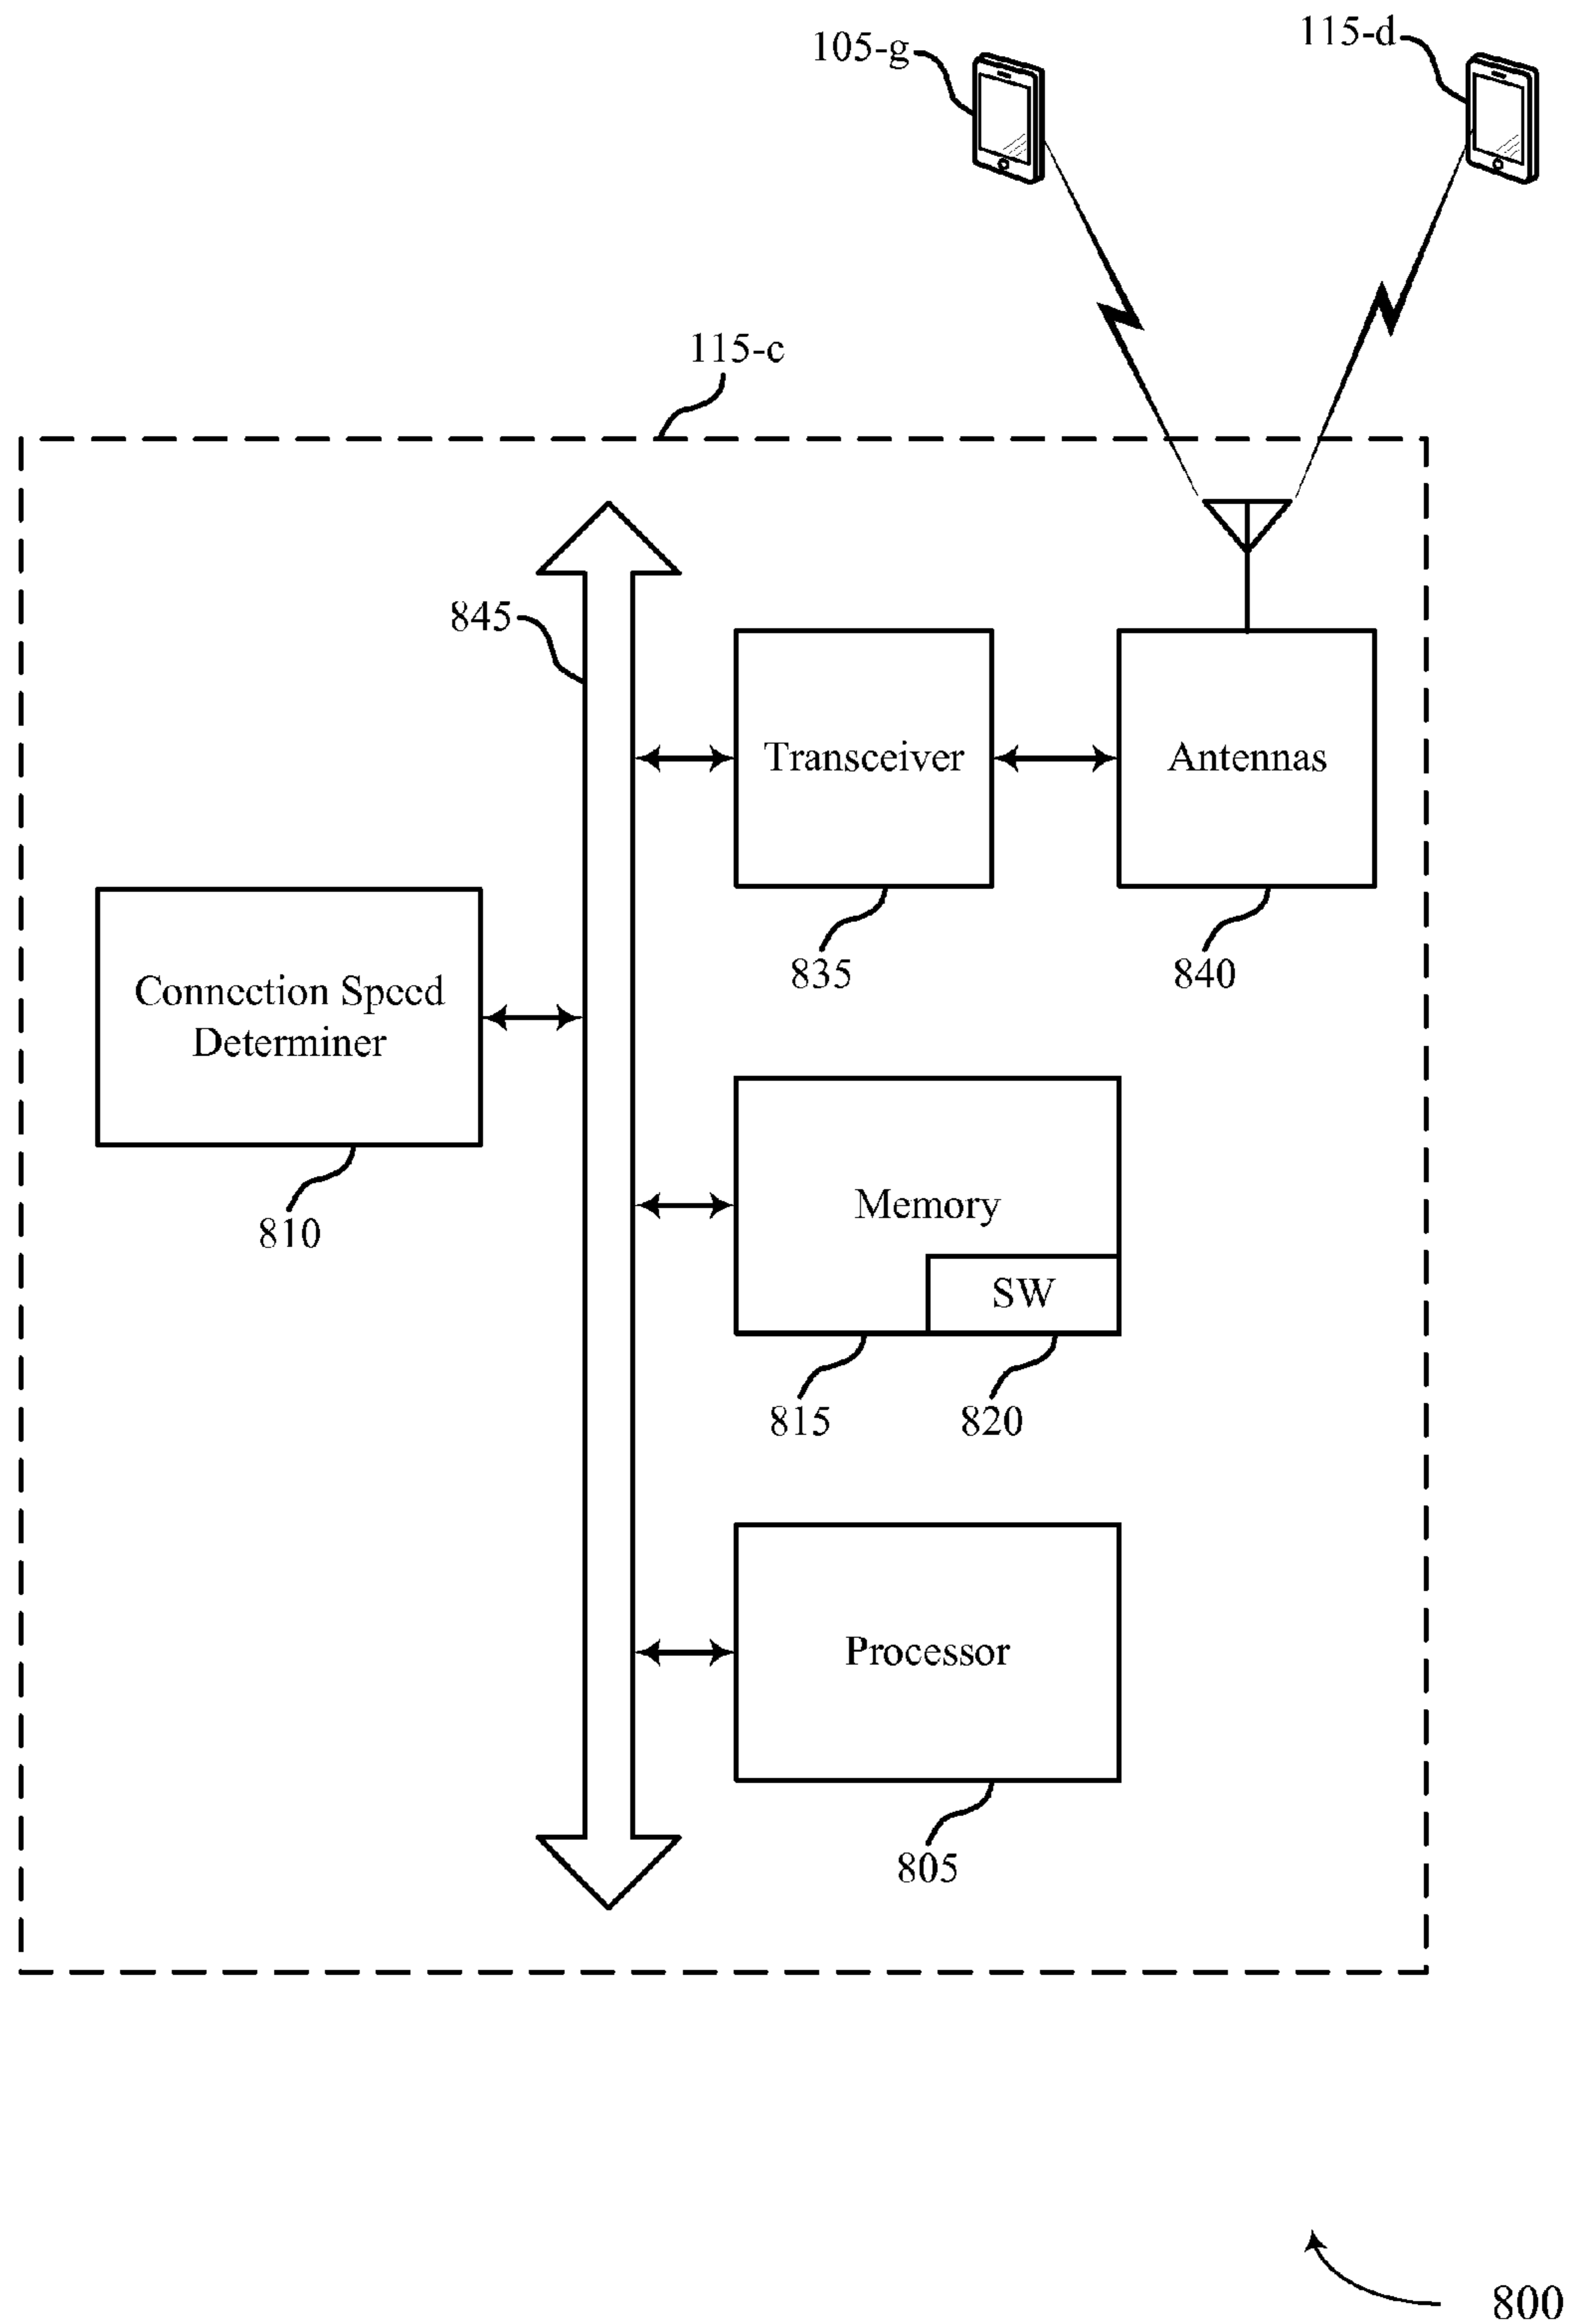 105-g
115-d
115-c
845
Transceiver
Antennas
835
840
Connection Speed
Determiner
810
Memory
SW
815
820
Processor
805
800